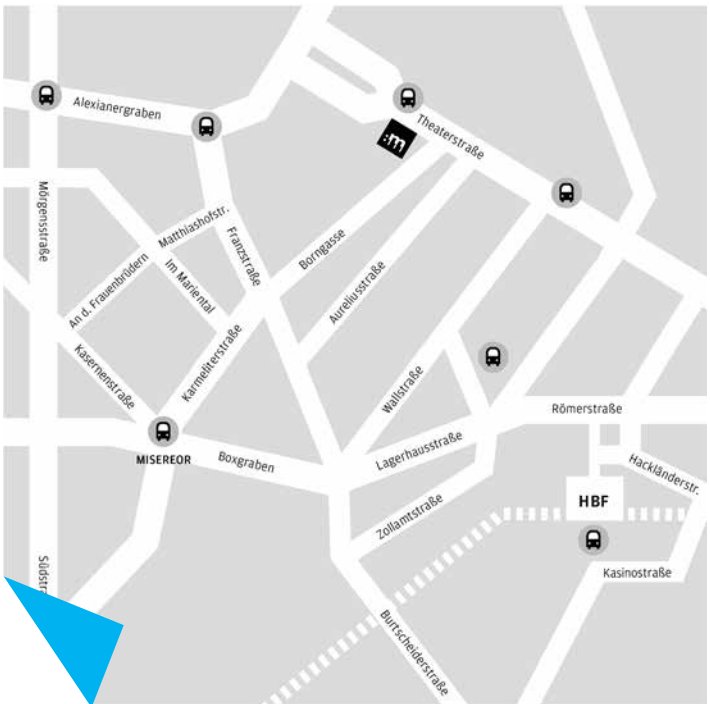 Alexianergraben
Theaterstraße
:m
Mörgensstraße
Matthiashofstr.
Franzstraße
Borngasse
An d. Frauenbrüdern
Im Mariental
Aureliusstraße
Kasernenstraße
Karmeliterstraße
Wallstraße
Römerstraße
MISEREOR
Boxgraben
Lagerhausstraße
Hackländerstr.
HBF
Zollamtstraße
Kasinostraße
Südstra
Burtscheiderstraße